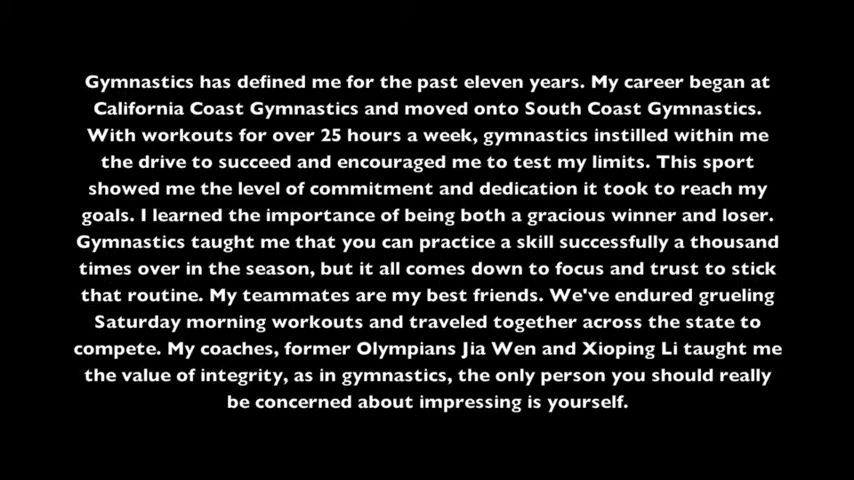 Gymnastics has defined me for the past eleven years. My career began at
California Coast Gymnastics and moved onto South Coast Gymnastics.
With workouts for over 25 hours a week, gymnastics instilled within me
the drive to succeed and encouraged me to test my limits. This sport
showed me the level of commitment and dedication it took to reach my
goals. I learned the importance of being both a gracious winner and loser.
Gymnastics taught me that you can practice a skill successfully a thousand
times over in the season, but it all comes down to focus and trust to stick
that routine. My teammates are my best friends. We've endured grueling
Saturday morning workouts and traveled together across the state to
compete. My coaches, former Olympians Jia Wen and Xioping Li taught me
the value of integrity, as in gymnastics, the only person you should really
be concerned about impressing is yourself.